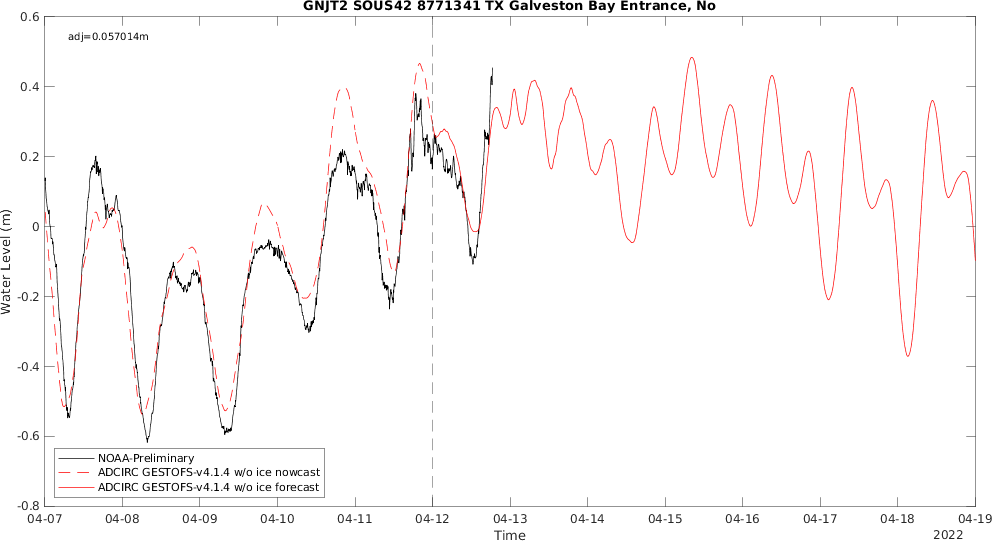 GNJT2 SOUS42 8771341 TX Galveston Bay Entrance, No
adj=0.057014m
Water Level (m)
0.6
0.4
0.2
0
-0.2
-0.4
-0.6
-0.8
NOAA-Preliminary
ADCIRC GESTOFS-v4.1.4 w/o ice nowcast
ADCIRC GESTOFS-v4.1.4 w/o ice forecast
04-07 04-08 04-09 04-10 04-11 04-12 04-13 04-14 04-15 04-16 04-17 04-18 04-19
Time
2022